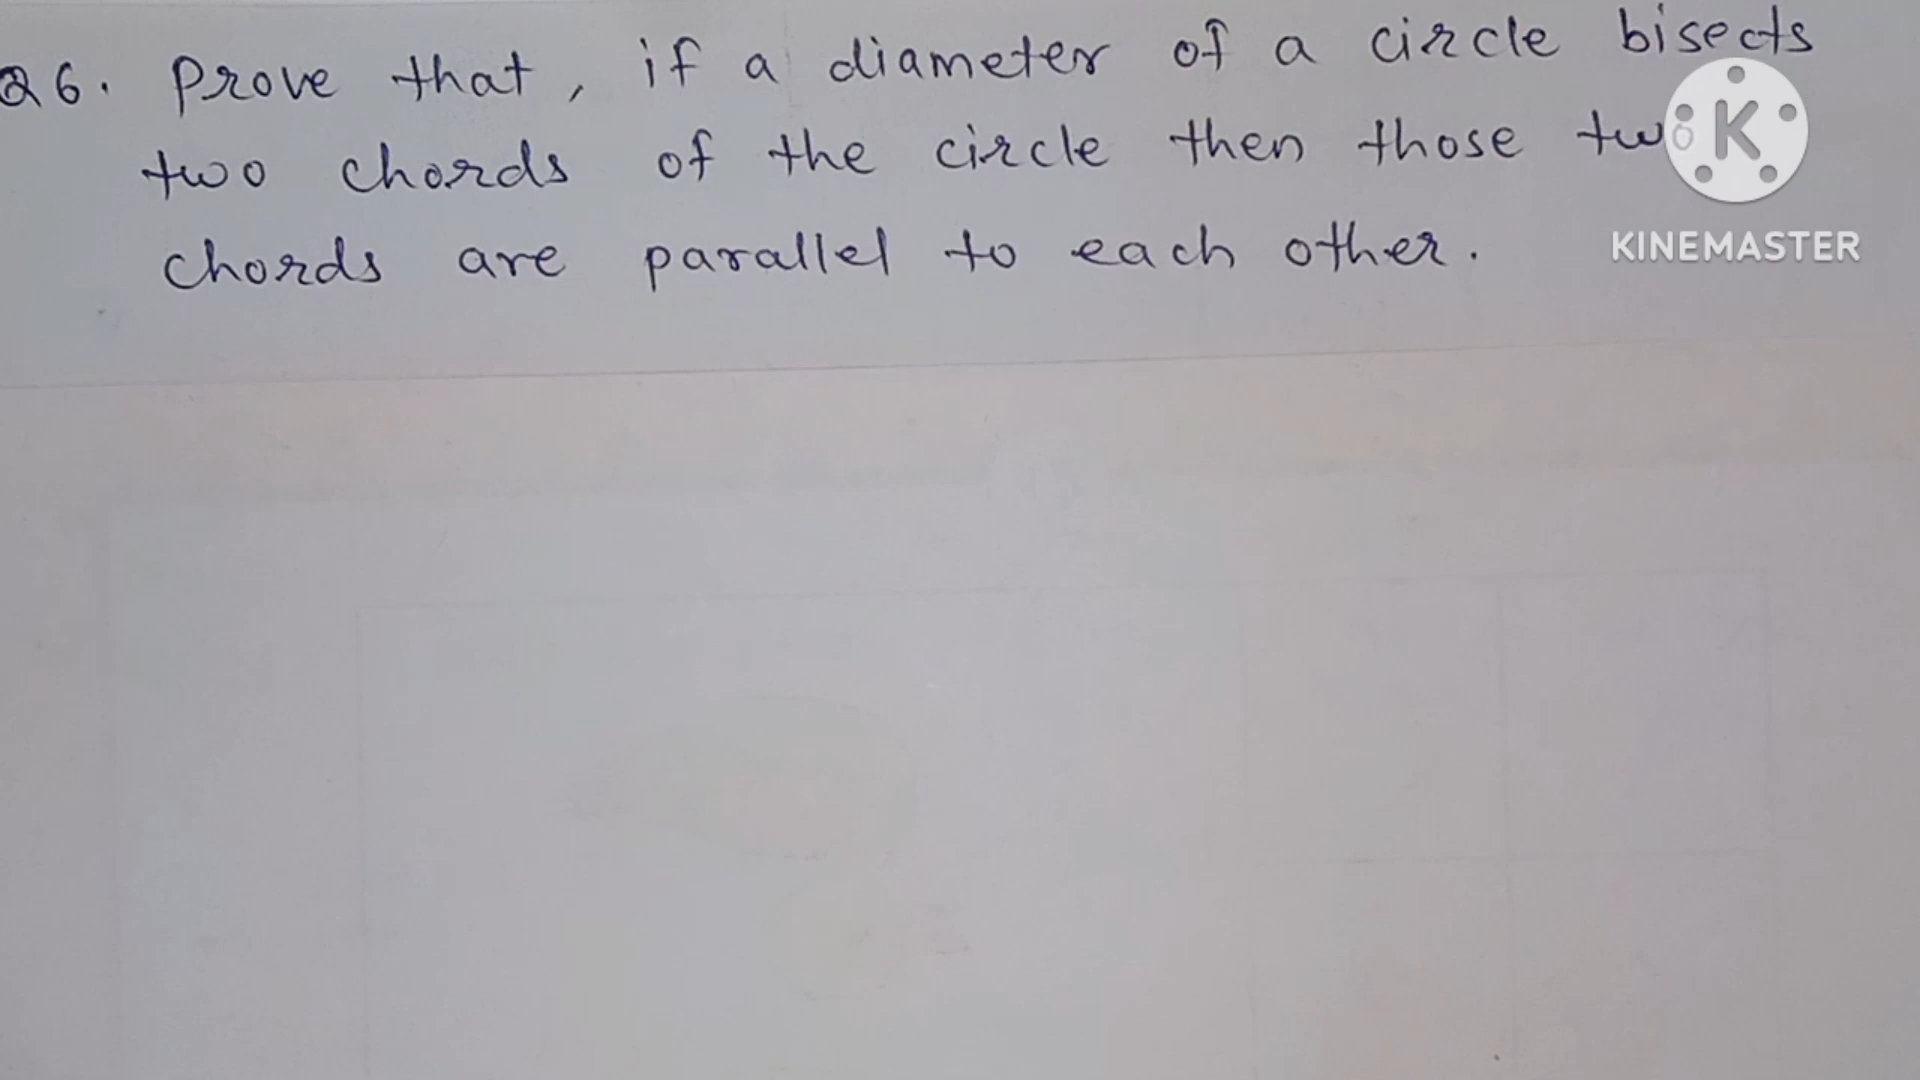 Q6. Prove that, if a diameter of a circle bisects
two chords of the circle then those two
chords are parallel to each other.
K
KINEMASTER